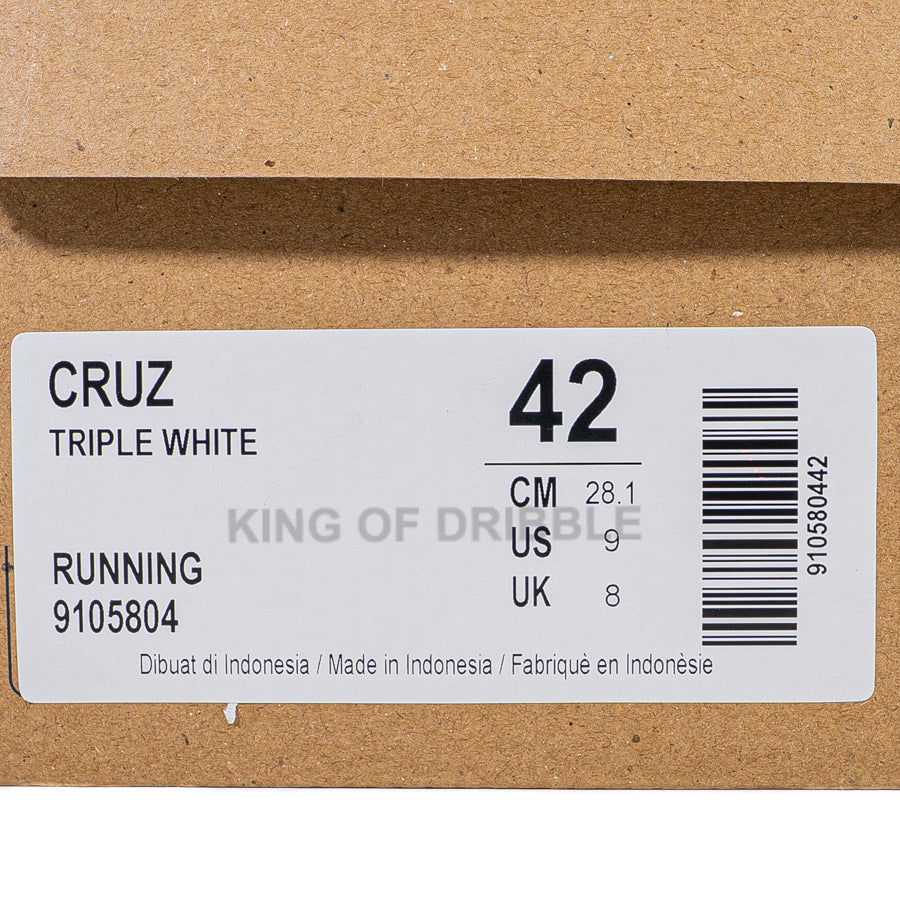 CRUZ
TRIPLE WHITE
42
CM 28.1
KING OF DRIBBLE
US 9
UK 8
RUNNING
9105804
910580442
Dibuat di Indonesia / Made in Indonesia / Fabriquè en Indonèsie